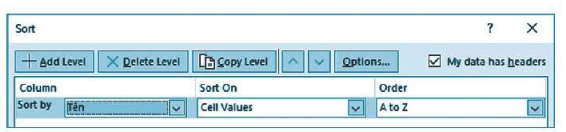 Sort ? X
Add Level Delete Level Copy Level Options... My data has headers
Column Sort On Order
Sort by Tên Cell Values A to Z